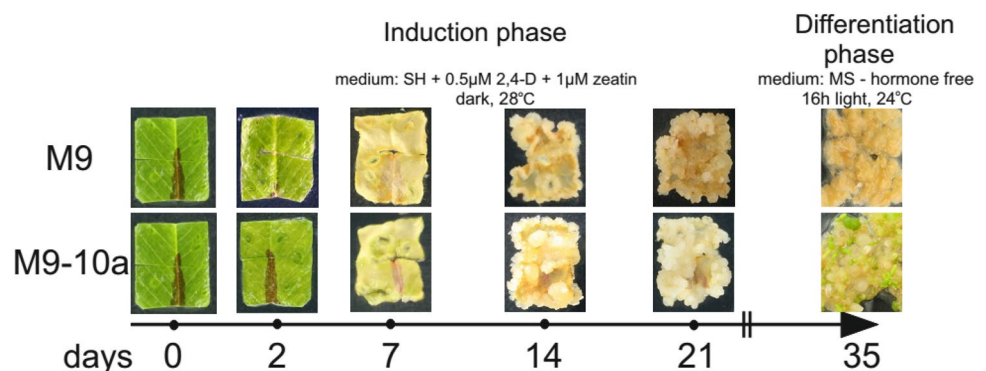 Induction phase
Differentiation
phase
medium: SH + 0.5µM 2,4-D + 1µM zeatin
dark, 28°C
medium: MS - hormone free
16h light, 24°C
M9
M9-10a
days 0 2 7 14 21 35